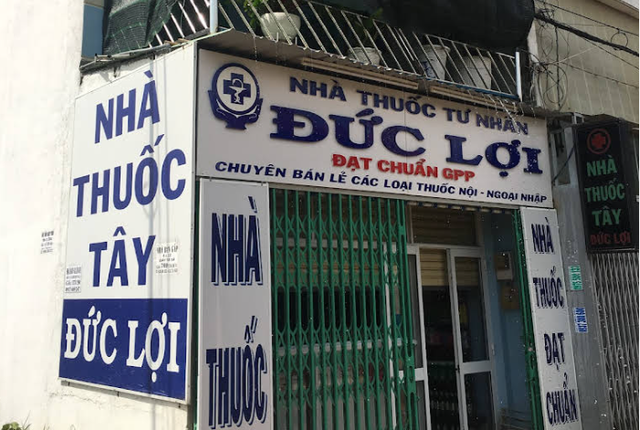 NHÀ
THUỐC
TÂY
ĐỨC LỢI
NHÀ THUỐC TƯ NHÂN
ĐỨC LỢI
ĐẠT CHUẨN GPP
CHUYÊN BÁN LẺ CÁC LOẠI THUỐC NỘI - NGOẠI NHẬP
NHÀ
THUỐC
NHÀ
THUỐC
ĐẠT
CHUẨN
NHÀ
THUỐC
TÂY
ĐỨC LỢI